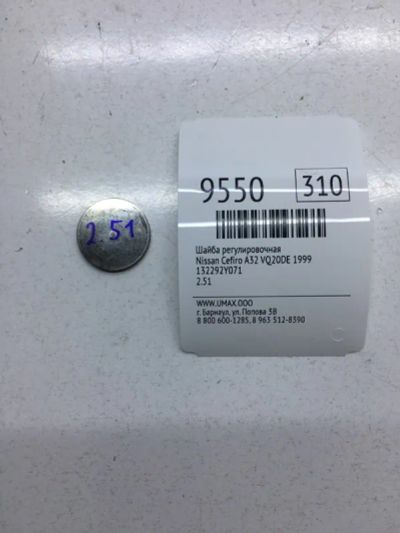 2.51
9550 310
Шайба регулировочная
Nissan Cefiro A32 VQ20DE 1999
132292Y071
2.51
WWW.UMAX.OOO
г. Барнаул, ул. Попова 3В
8 800 600-1285, 8 963 512-8390